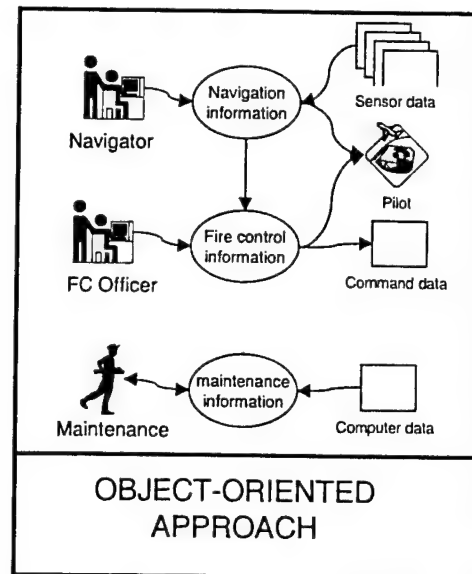 Navigation
information
Sensor data
Navigator
Pilot
Fire control
information
FC Officer
Command data
maintenance
information
Maintenance
Computer data
OBJECT-ORIENTED
APPROACH